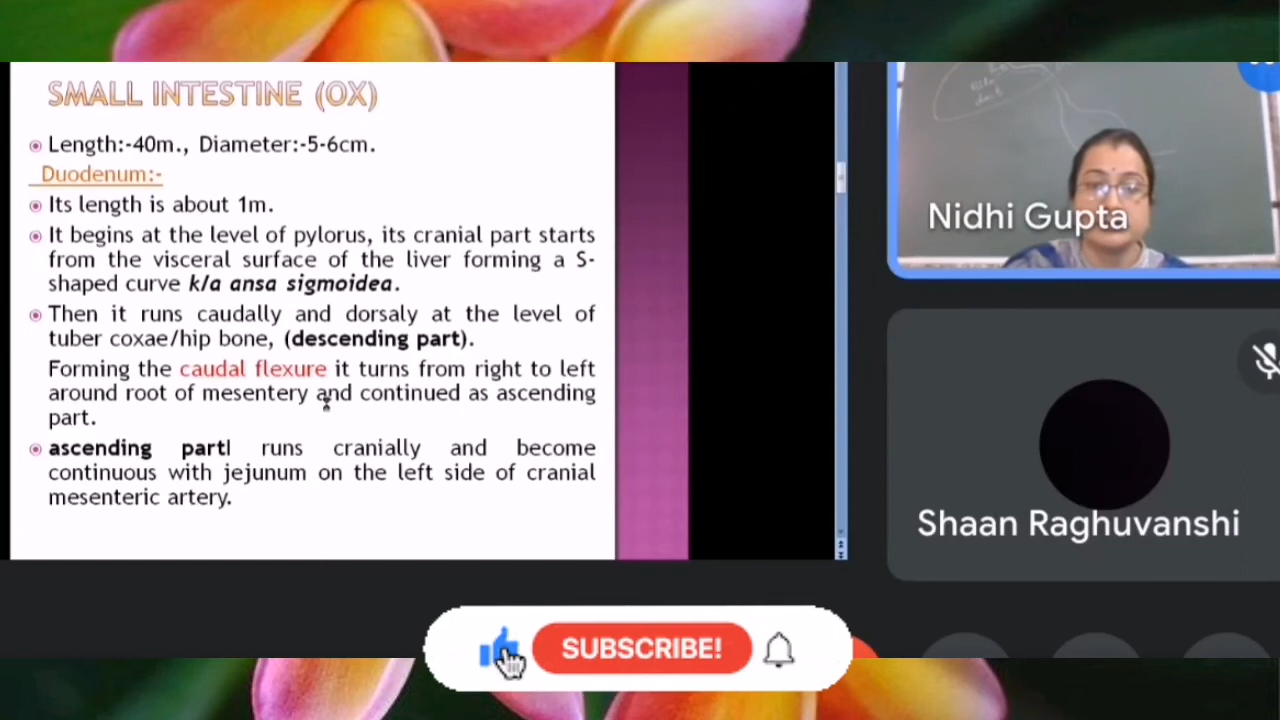 SMALL INTESTINE (OX)
Length:-40m., Diameter:-5-6cm.
Duodenum:-
Its length is about 1m.
It begins at the level of pylorus, its cranial part starts
from the visceral surface of the liver forming a S-
shaped curve k/a ansa sigmoidea.
Then it runs caudally and dorsaly at the level of
tuber coxae/hip bone, (descending part).
Forming the caudal flexure it turns from right to left
around root of mesentery and continued as ascending
part.
ascending partl runs cranially and become
continuous with jejunum on the left side of cranial
mesenteric artery.
Nidhi Gupta
Shaan Raghuvanshi
SUBSCRIBE!